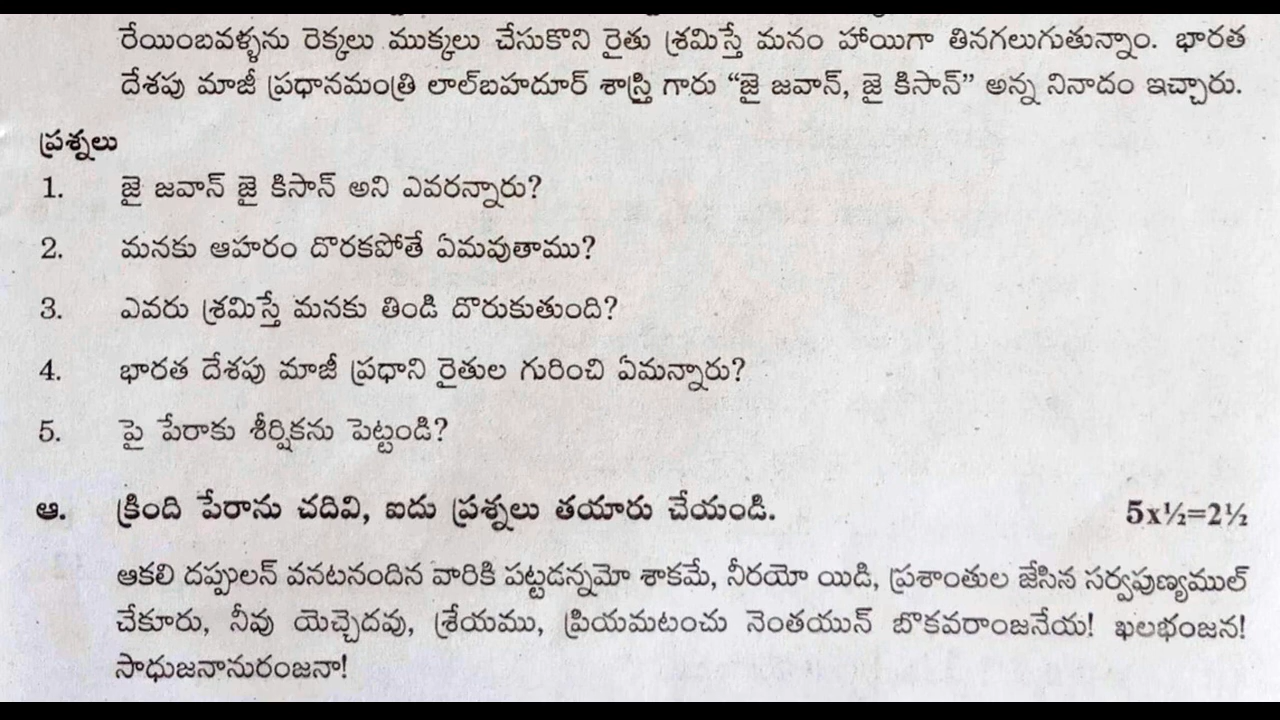 రేయింబవళ్ళను రెక్కలు ముక్కలు చేసుకొని రైతు శ్రమిస్తే మనం హాయిగా తినగలుగుతున్నాం. భారత
దేశపు మాజీ ప్రధానమంత్రి లాల్‌బహదూర్ శాస్త్రి గారు “జై జవాన్, జై కిసాన్” అన్న నినాదం ఇచ్చారు.
ప్రశ్నలు
1. జై జవాన్ జై కిసాన్ అని ఎవరన్నారు?
2. మనకు ఆహరం దొరకపోతే ఏమవుతాము?
3. ఎవరు శ్రమిస్తే మనకు తిండి దొరుకుతుంది?
4. భారత దేశపు మాజీ ప్రధాని రైతుల గురించి ఏమన్నారు?
5. పై పేరాకు శీర్షికను పెట్టండి?
ఆ. క్రింది పేరాను చదివి, ఐదు ప్రశ్నలు తయారు చేయండి. 5x½=2½
ఆకలి దప్పులన్ వనటనందిన వారికి పట్టడన్నమో శాకమే, నీరయో యిడి, ప్రశాంతుల జేసిన సర్వపుణ్యముల్
చేకూరు, నీవు యెచ్చెదవు, శ్రేయము, ప్రియమటంచు నెంతయున్ బొకవరాంజనేయ! ఖలభంజన!
సాధుజనానురంజనా!